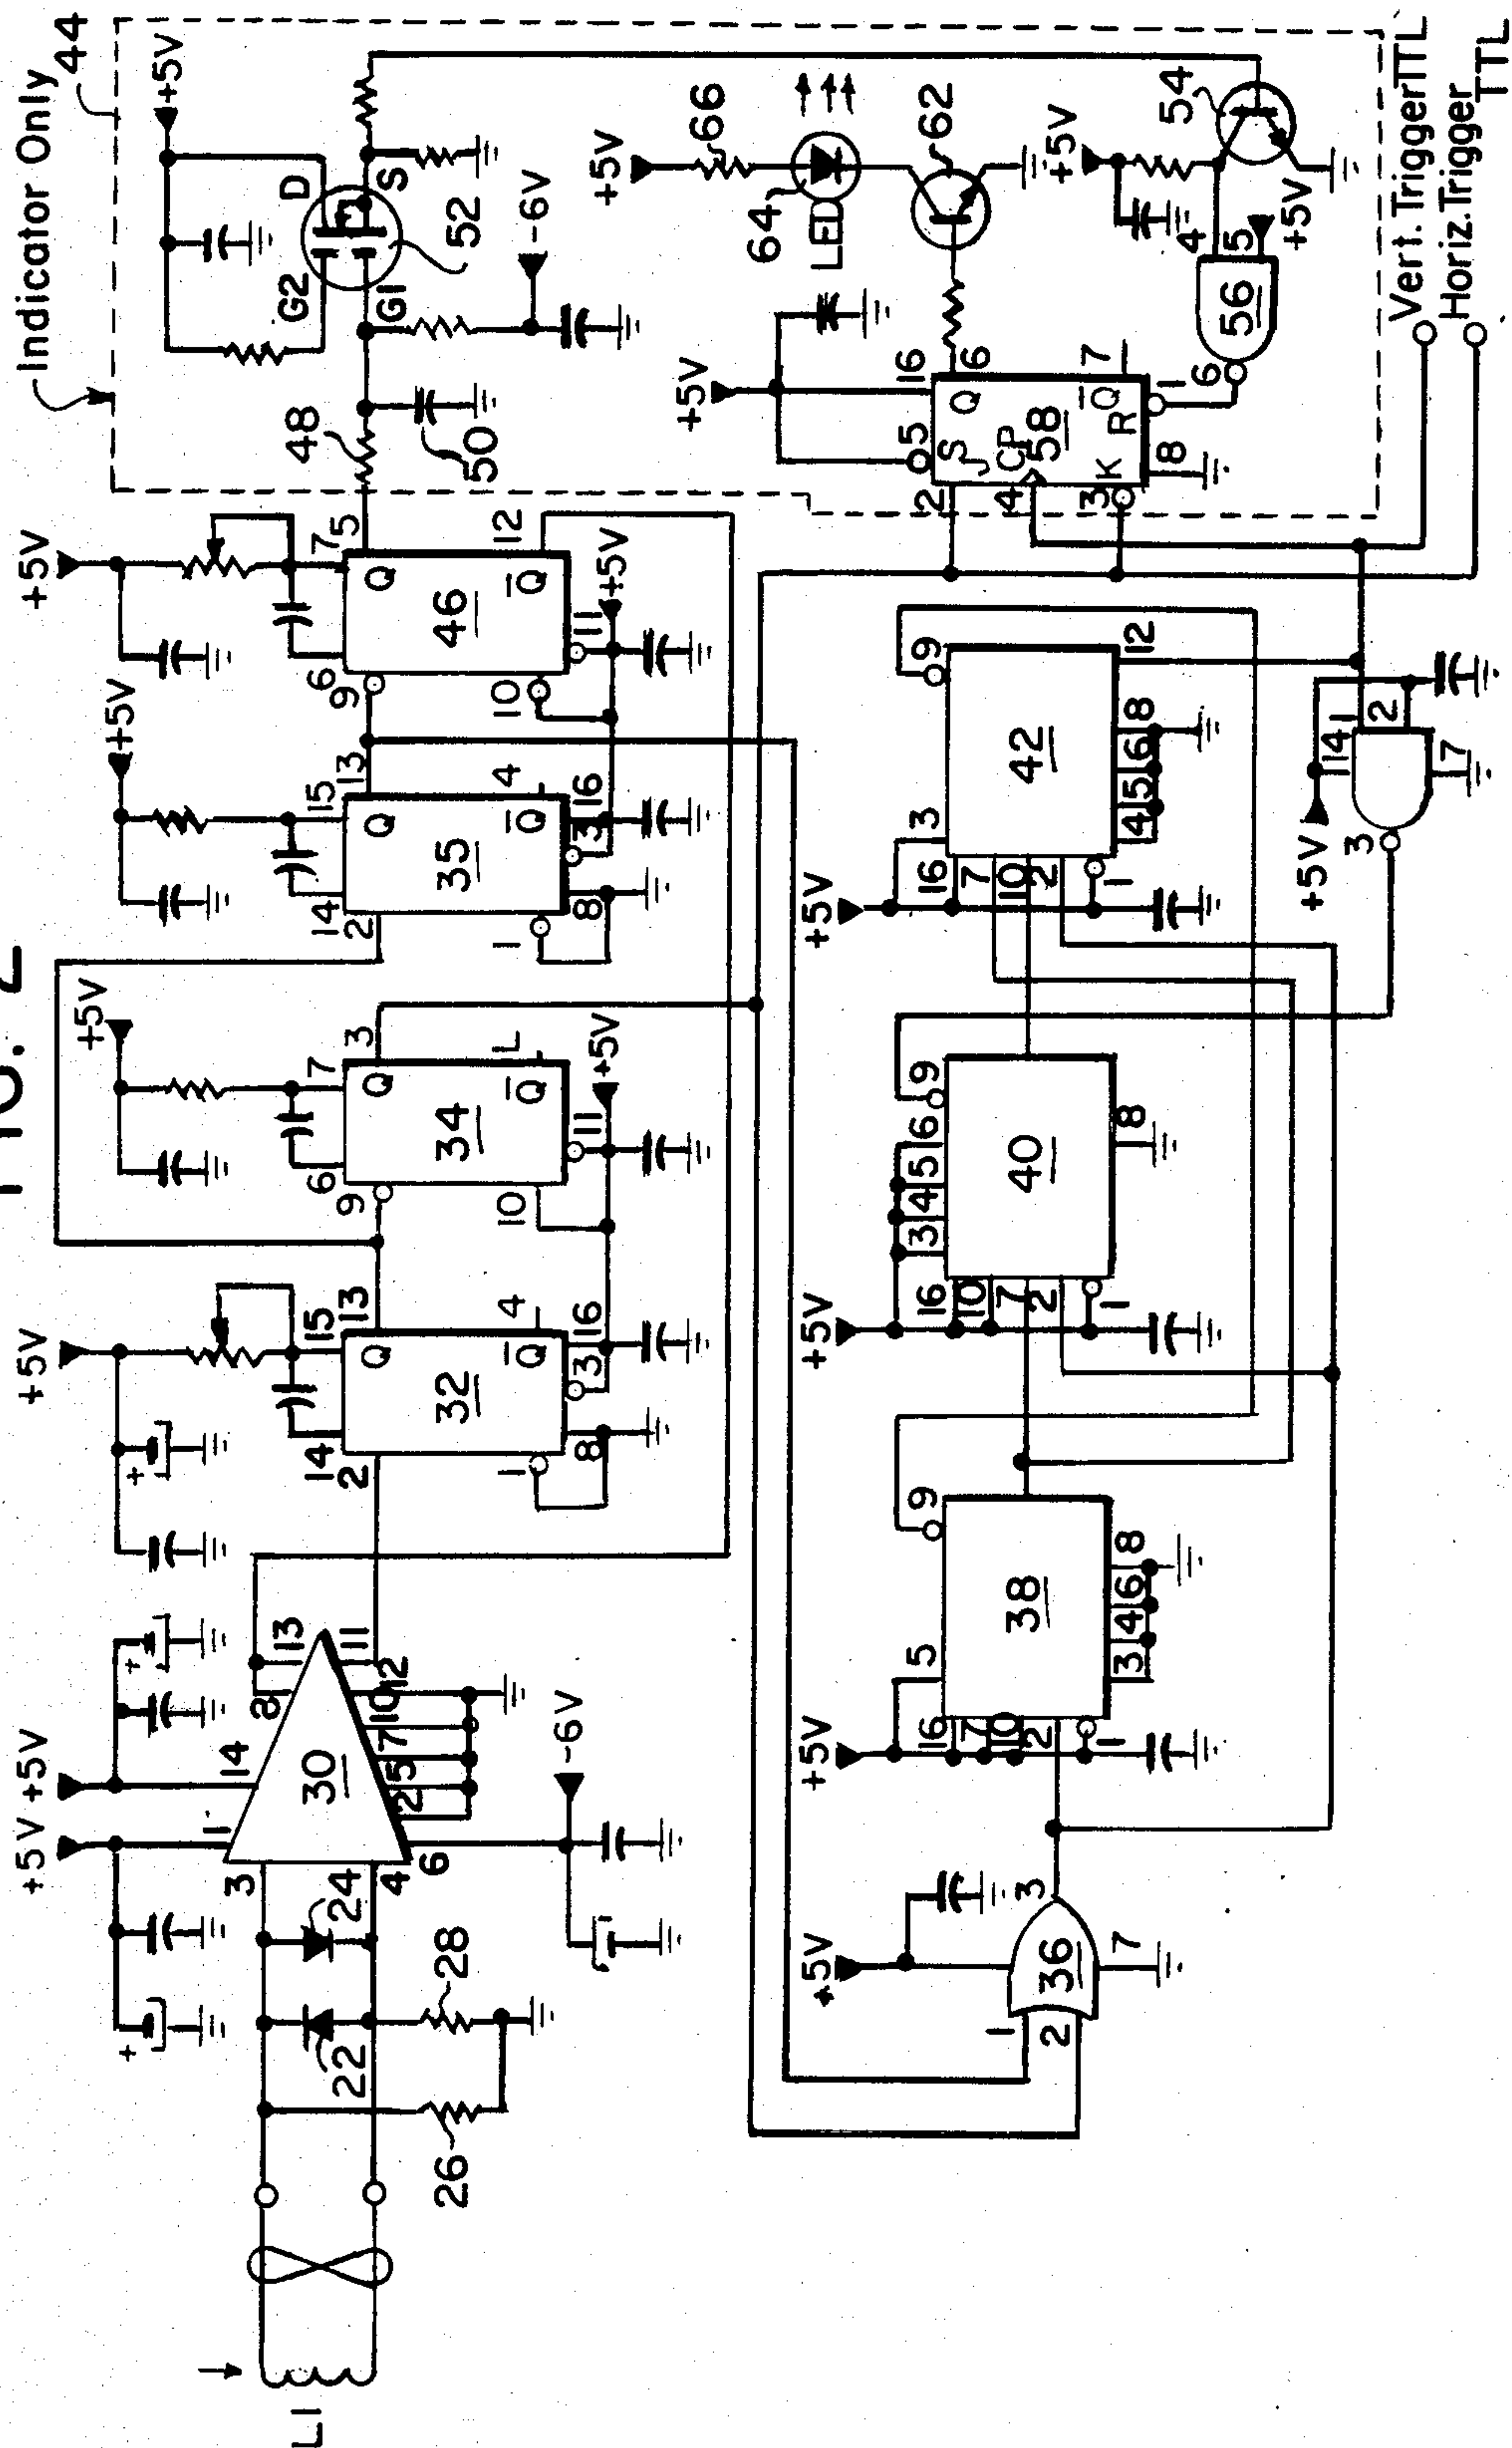 FIG. 2
Indicator Only
44
+5V
+5V
+5V
+5V
+5V
+5V
+5V
L1
22
24
26
28
3
4
1
14
6
8
13
11
2
5
7
10
12
30
-6V
14
2
15
13
Q
Q
4
32
1
8
3
16
6
9
7
3
Q
Q
L
34
10
11
+5V
14
2
15
13
Q
Q
4
35
1
8
3
16
6
9
7
5
Q
Q
12
46
10
11
+5V
48
50
G2
G1
D
S
52
-6V
+5V
+5V
64
LED
66
62
+5V
54
4
5
56
6
+5V
16
6
5
Q
S
J
CP
58
Q
7
K
R
1
2
4
3
8
Vert. Trigger TTL
Horiz. Trigger
TTL
+5V
1
2
36
3
7
+5V
5
9
16
7
10
2
1
38
3
4
6
8
+5V
3
4
5
6
9
16
10
7
2
1
40
8
+5V
3
9
16
7
10
2
1
42
4
5
6
8
12
+5V
14
1
2
3
7